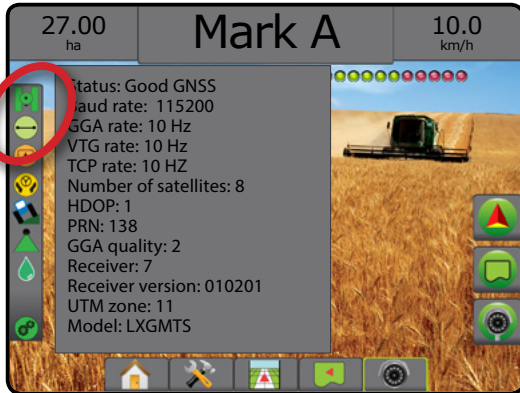 27.00
ha
Mark A
10.0
km/h
Status: Good GNSS
Baud rate: 115200
GGA rate: 10 Hz
VTG rate: 10 Hz
TCP rate: 10 HZ
Number of satellites: 8
HDOP: 1
PRN: 138
GGA quality: 2
Receiver: 7
Receiver version: 010201
UTM zone: 11
Model: LXGMTS